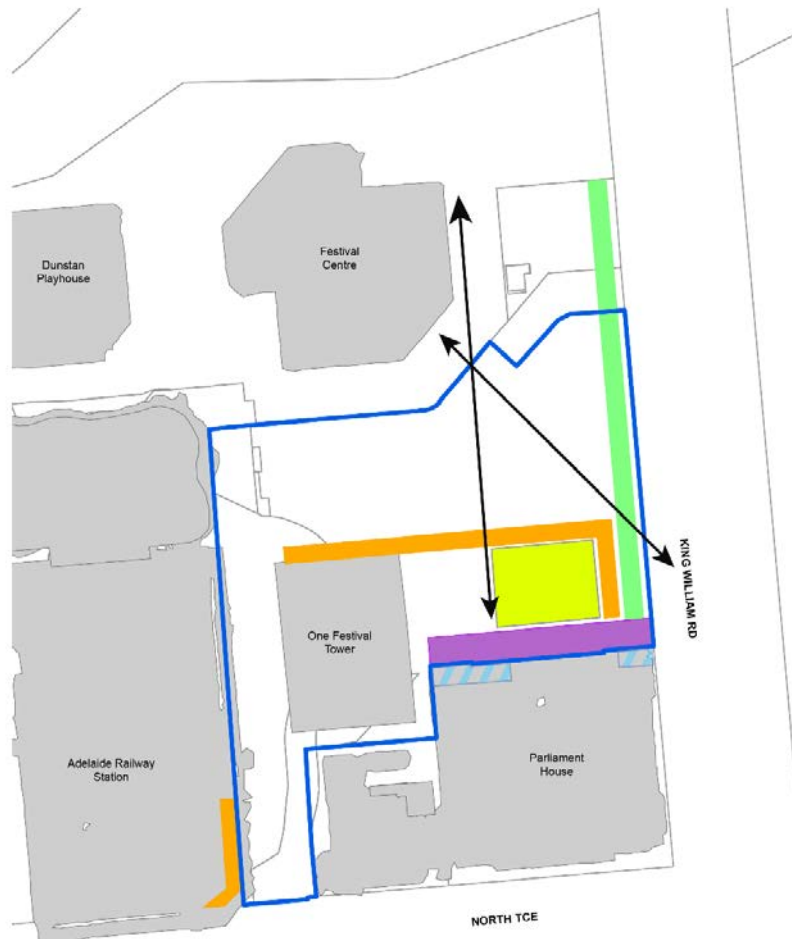 Dunstan
Playhouse
Festival
Centre
One Festival
Tower
KING WILLIAM RD
Adelaide Railway
Station
Parliament
House
NORTH TCE